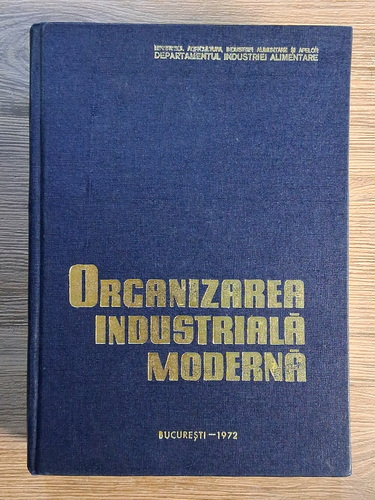 MINISTERUL AGRICULTURII, INDUSTRIEI ALIMENTARE ȘI APELOR
DEPARTAMENTUL INDUSTRIEI ALIMENTARE
ORGANIZAREA
INDUSTRIALĂ
MODERNĂ
BUCUREȘTI—1972